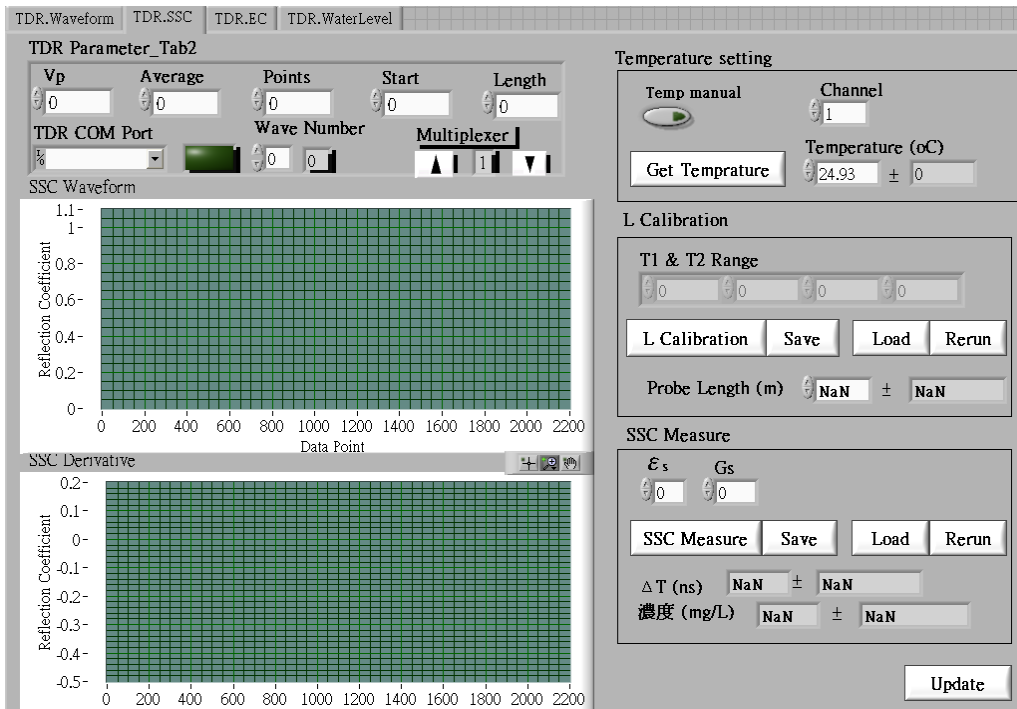 TDR.Waveform TDR.SSC TDR.EC TDR.WaterLevel
TDR Parameter_Tab2
Vp Average Points Start Length
0 0 0 0 0
TDR COM Port Wave Number Multiplexer
0 0 1
SSC Waveform
1.1
1
0.8
0.6
0.4
0.2
0
Reflection Coefficient
0 200 400 600 800 1000 1200 1400 1600 1800 2000 2200
Data Point
SSC Derivative
0.2
0.1
0
-0.1
-0.2
-0.3
-0.4
-0.5
Reflection Coefficient
0 200 400 600 800 1000 1200 1400 1600 1800 2000 2200
Temperature setting
Temp manual Channel
1
Temperature (oC)
Get Temprature 24.93 ± 0
L Calibration
T1 & T2 Range
0 0 0 0
L Calibration Save Load Rerun
Probe Length (m) NaN ± NaN
SSC Measure
εs Gs
0 0
SSC Measure Save Load Rerun
ΔT (ns) NaN ± NaN
濃度 (mg/L) NaN ± NaN
Update